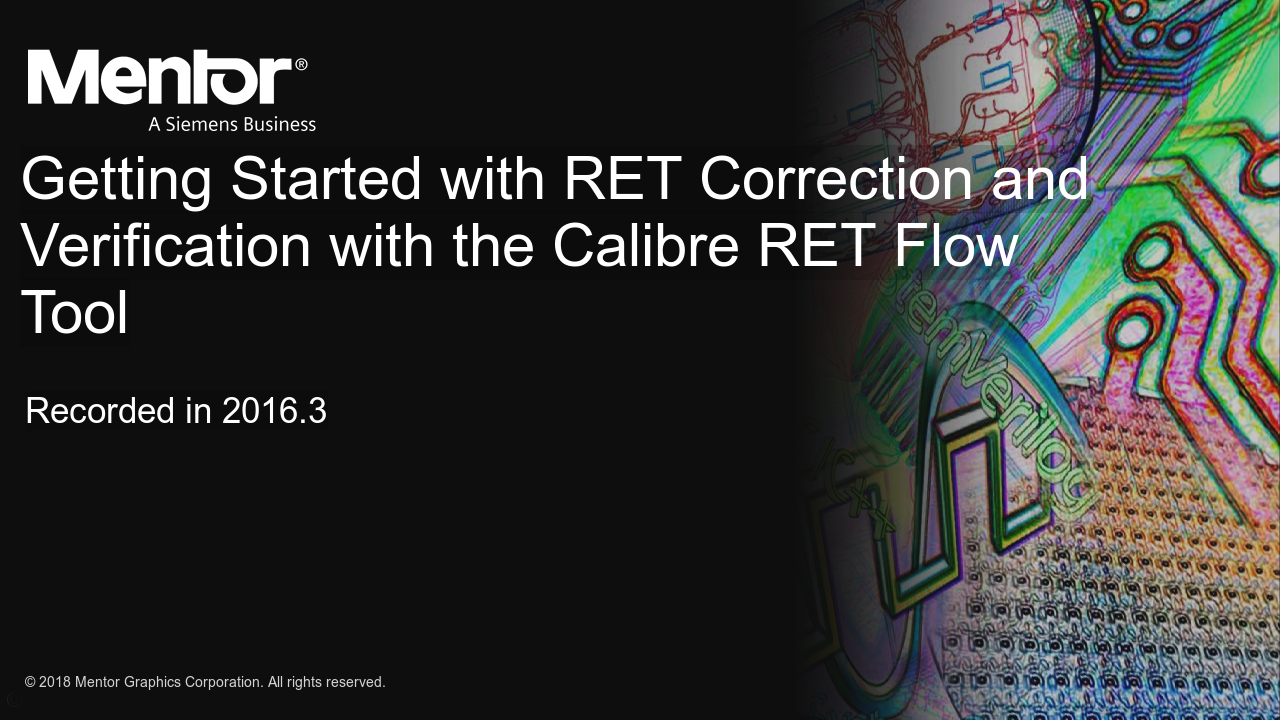 Mentor®
A Siemens Business
Getting Started with RET Correction and
Verification with the Calibre RET Flow
Tool
Recorded in 2016.3
© 2018 Mentor Graphics Corporation. All rights reserved.
temVerilog
C++